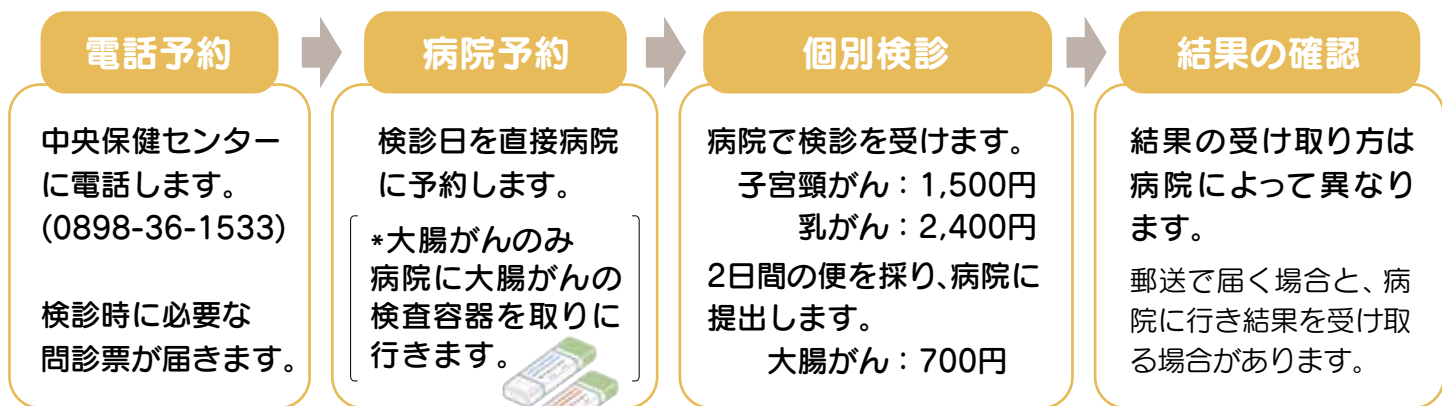 電話予約
中央保健センター
に電話します。
(0898-36-1533)
検診時に必要な
問診票が届きます。
病院予約
検診日を直接病院
に予約します。
*大腸がんのみ
病院に大腸がんの
検査容器を取りに
行きます。
個別検診
病院で検診を受けます。
子宮頸がん：1,500円
乳がん：2,400円
2日間の便を採り、病院に
提出します。
大腸がん：700円
結果の確認
結果の受け取り方は
病院によって異なり
ます。
郵送で届く場合と、病
院に行き結果を受け取
る場合があります。